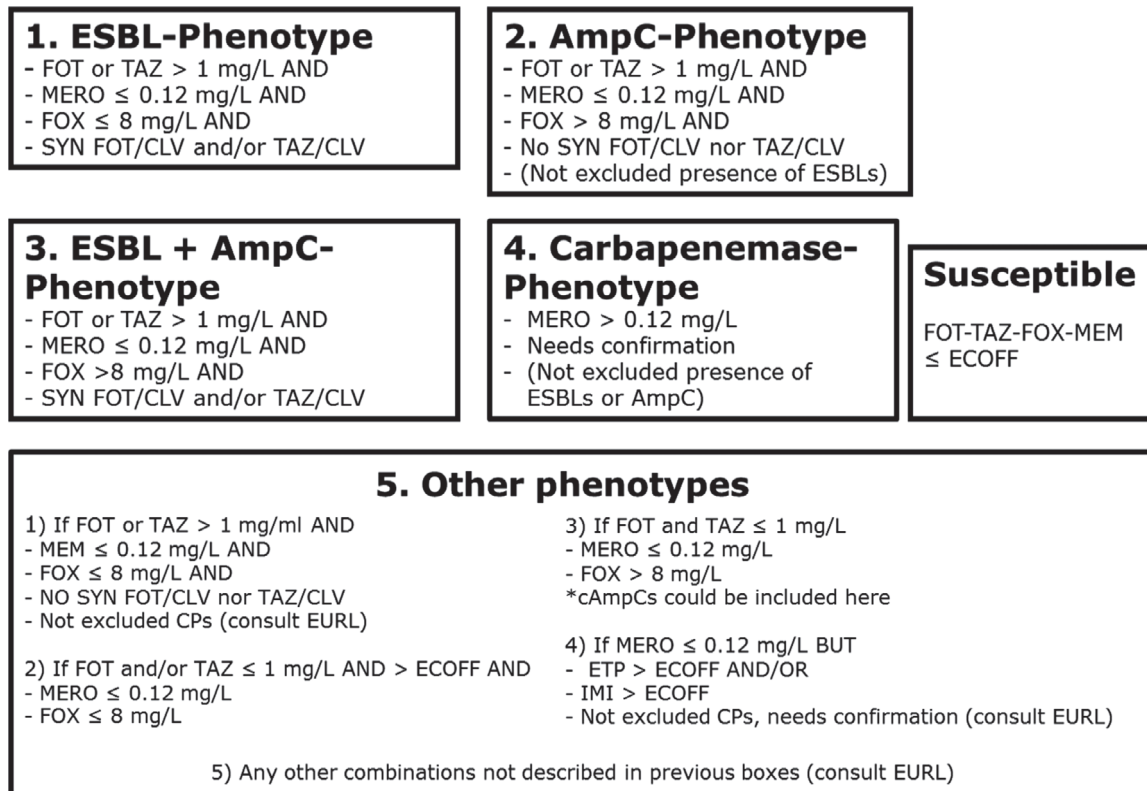 1. ESBL-Phenotype
- FOT or TAZ > 1 mg/L AND
- MERO ≤ 0.12 mg/L AND
- FOX ≤ 8 mg/L AND
- SYN FOT/CLV and/or TAZ/CLV
2. AmpC-Phenotype
- FOT or TAZ > 1 mg/L AND
- MERO ≤ 0.12 mg/L AND
- FOX > 8 mg/L AND
- No SYN FOT/CLV nor TAZ/CLV
- (Not excluded presence of ESBLs)
3. ESBL + AmpC-
Phenotype
- FOT or TAZ > 1 mg/L AND
- MERO ≤ 0.12 mg/L AND
- FOX >8 mg/L AND
- SYN FOT/CLV and/or TAZ/CLV
4. Carbapenemase-
Phenotype
- MERO > 0.12 mg/L
- Needs confirmation
- (Not excluded presence of
ESBLs or AmpC)
Susceptible
FOT-TAZ-FOX-MEM
≤ ECOFF
5. Other phenotypes
1) If FOT or TAZ > 1 mg/ml AND
- MEM ≤ 0.12 mg/L AND
- FOX ≤ 8 mg/L AND
- NO SYN FOT/CLV nor TAZ/CLV
- Not excluded CPs (consult EURL)
2) If FOT and/or TAZ ≤ 1 mg/L AND > ECOFF AND
- MERO ≤ 0.12 mg/L
- FOX ≤ 8 mg/L
3) If FOT and TAZ ≤ 1 mg/L
- MERO ≤ 0.12 mg/L
- FOX > 8 mg/L
*cAmpCs could be included here
4) If MERO ≤ 0.12 mg/L BUT
- ETP > ECOFF AND/OR
- IMI > ECOFF
- Not excluded CPs, needs confirmation (consult EURL)
5) Any other combinations not described in previous boxes (consult EURL)